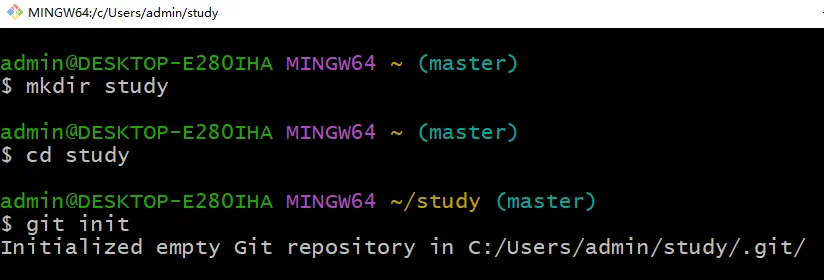 MINGW64:/c/Users/admin/study
admin@DESKTOP-E280IHA MINGW64 ~ (master)
$ mkdir study
admin@DESKTOP-E280IHA MINGW64 ~ (master)
$ cd study
admin@DESKTOP-E280IHA MINGW64 ~/study (master)
$ git init
Initialized empty Git repository in C:/Users/admin/study/.git/